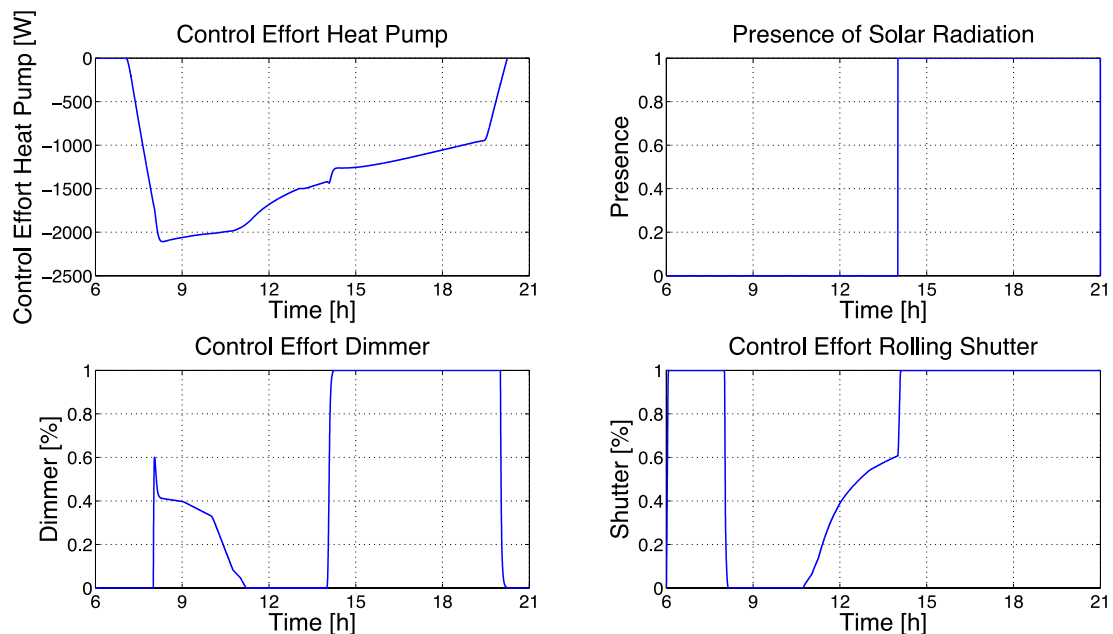 Control Effort Heat Pump
Control Effort Heat Pump [W]
0
−500
−1000
−1500
−2000
−2500
6 9 12 15 18 21
Time [h]
Presence of Solar Radiation
Presence
1
0.8
0.6
0.4
0.2
0
6 9 12 15 18 21
Time [h]
Control Effort Dimmer
Dimmer [%]
1
0.8
0.6
0.4
0.2
0
6 9 12 15 18 21
Time [h]
Control Effort Rolling Shutter
Shutter [%]
1
0.8
0.6
0.4
0.2
0
6 9 12 15 18 21
Time [h]